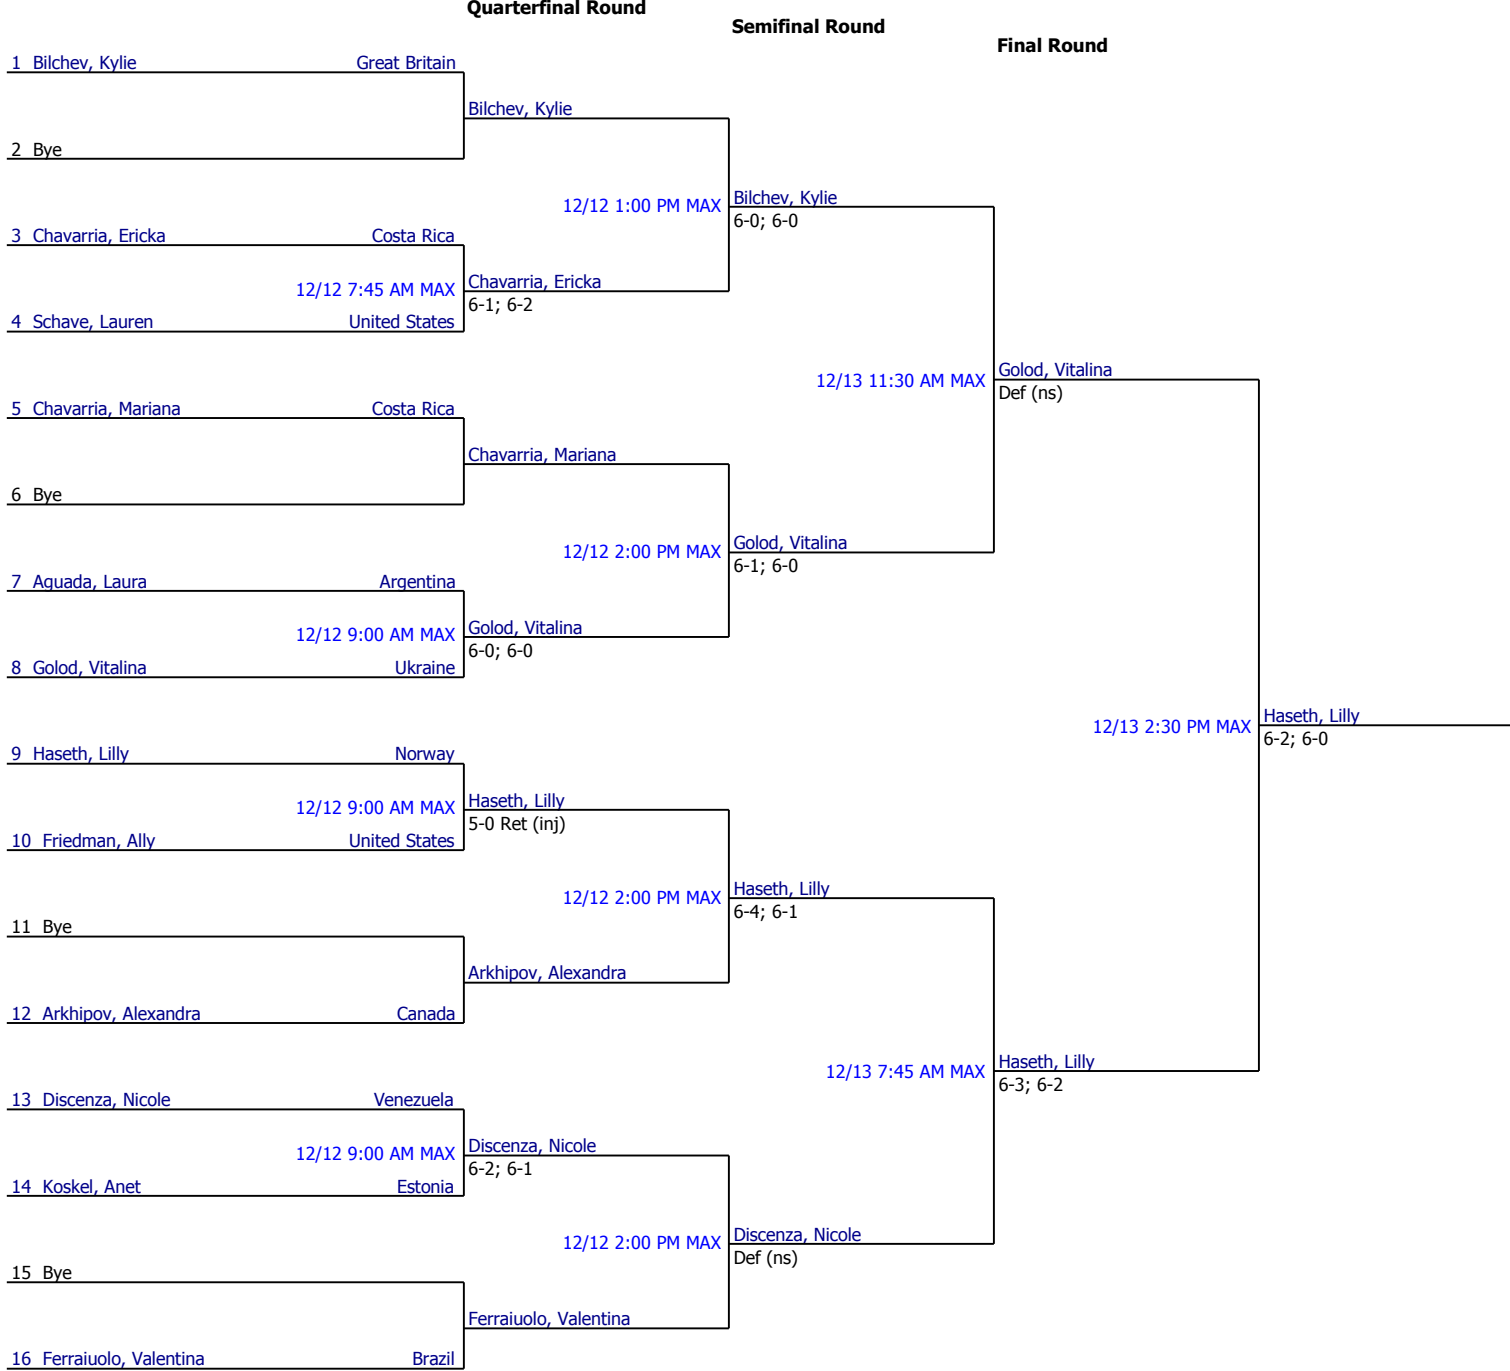 Quarterfinal Round
Semifinal Round
Final Round
1 Bilchev, Kylie Great Britain
Bilchev, Kylie
2 Bye
12/12 1:00 PM MAX Bilchev, Kylie
6-0; 6-0
3 Chavarria, Ericka Costa Rica
12/12 7:45 AM MAX Chavarria, Ericka
6-1; 6-2
4 Schave, Lauren United States
12/13 11:30 AM MAX Golod, Vitalina
Def (ns)
5 Chavarria, Mariana Costa Rica
Chavarria, Mariana
6 Bye
12/12 2:00 PM MAX Golod, Vitalina
6-1; 6-0
7 Aguada, Laura Argentina
12/12 9:00 AM MAX Golod, Vitalina
6-0; 6-0
8 Golod, Vitalina Ukraine
12/13 2:30 PM MAX Haseth, Lilly
6-2; 6-0
9 Haseth, Lilly Norway
12/12 9:00 AM MAX Haseth, Lilly
5-0 Ret (inj)
10 Friedman, Ally United States
12/12 2:00 PM MAX Haseth, Lilly
6-4; 6-1
11 Bye
Arkhipov, Alexandra
12 Arkhipov, Alexandra Canada
12/13 7:45 AM MAX Haseth, Lilly
6-3; 6-2
13 Discenza, Nicole Venezuela
12/12 9:00 AM MAX Discenza, Nicole
6-2; 6-1
14 Koskel, Anet Estonia
12/12 2:00 PM MAX Discenza, Nicole
Def (ns)
15 Bye
Ferraiuolo, Valentina
16 Ferraiuolo, Valentina Brazil